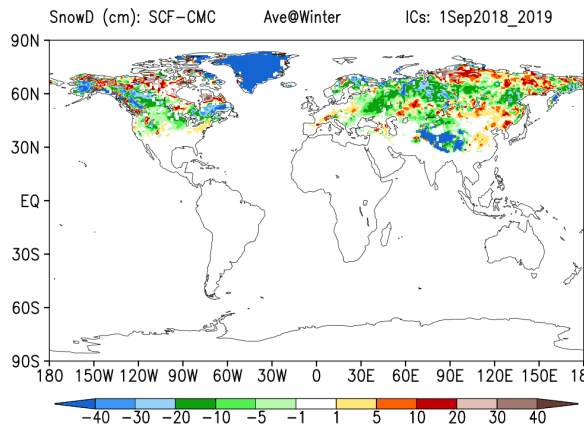 SnowD (cm): SCF-CMC Ave@Winter ICs: 1Sep2018_2019
90N
60N
30N
EQ
30S
60S
90S
180 150W 120W 90W 60W 30W 0 30E 60E 90E 120E 150E 18
-40 -30 -20 -10 -5 -1 1 5 10 20 30 40